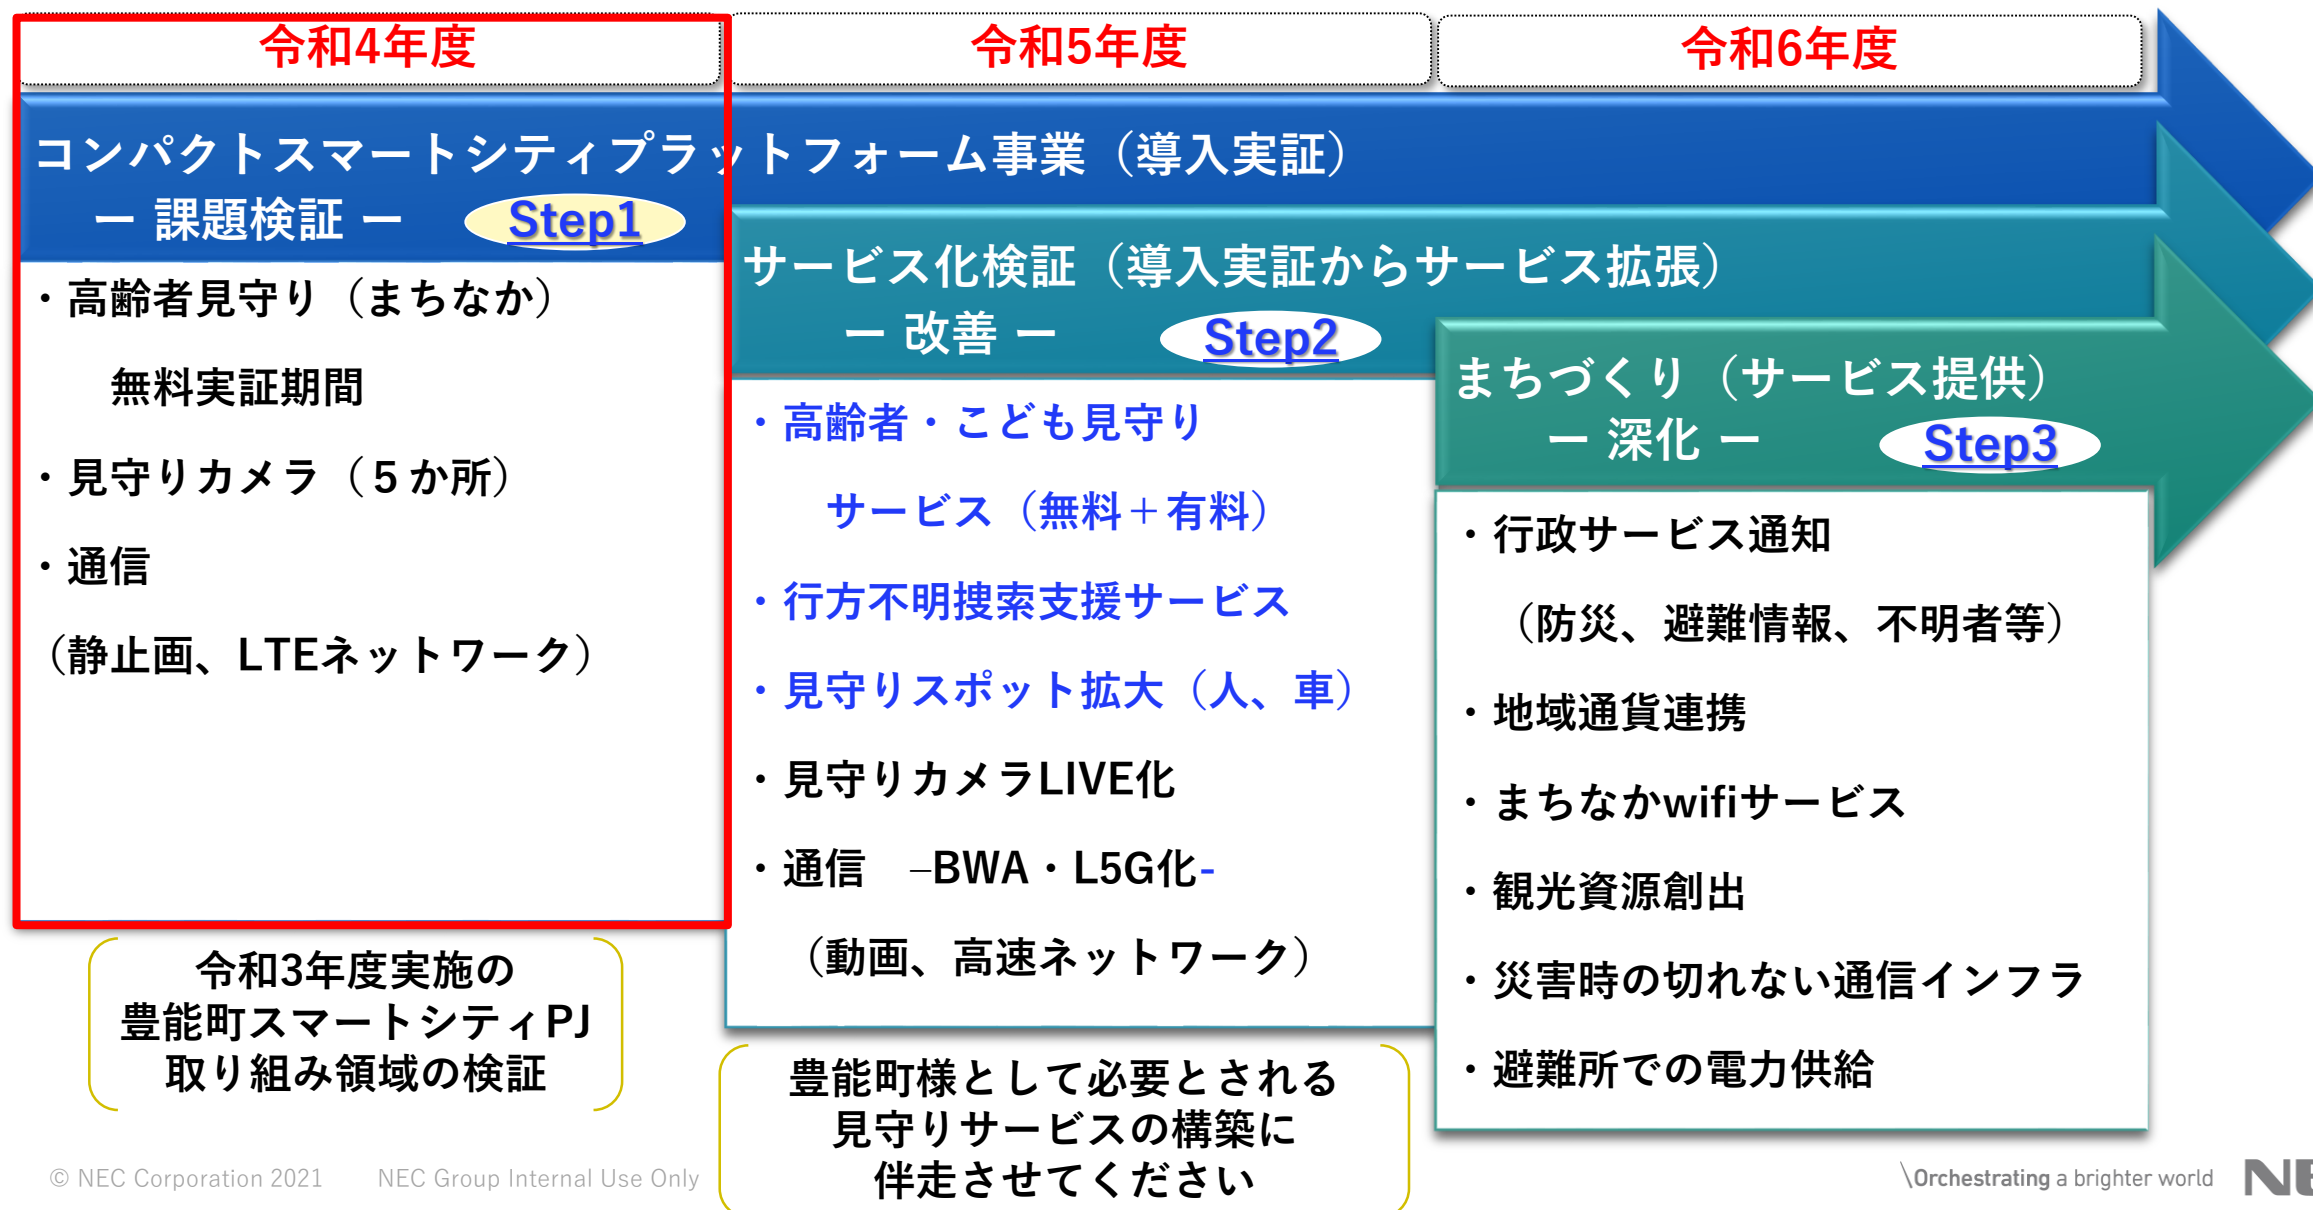 令和4年度
令和5年度
令和6年度
コンパクトスマートシティプラットフォーム事業（導入実証）
ー 課題検証 ー
Step1
・高齢者見守り（まちなか）
無料実証期間
・見守りカメラ（５か所）
・通信
（静止画、LTEネットワーク）
令和3年度実施の
豊能町スマートシティPJ
取り組み領域の検証
サービス化検証（導入実証からサービス拡張）
ー 改善 ー
Step2
・高齢者・こども見守り
サービス（無料＋有料）
・行方不明捜索支援サービス
・見守りスポット拡大（人、車）
・見守りカメラLIVE化
・通信　–BWA・L5G化-
（動画、高速ネットワーク）
豊能町様として必要とされる
見守りサービスの構築に
伴走させてください
まちづくり（サービス提供）
ー 深化 ー
Step3
・行政サービス通知
（防災、避難情報、不明者等）
・地域通貨連携
・まちなかwifiサービス
・観光資源創出
・災害時の切れない通信インフラ
・避難所での電力供給
© NEC Corporation 2021
NEC Group Internal Use Only
\Orchestrating a brighter world
NE